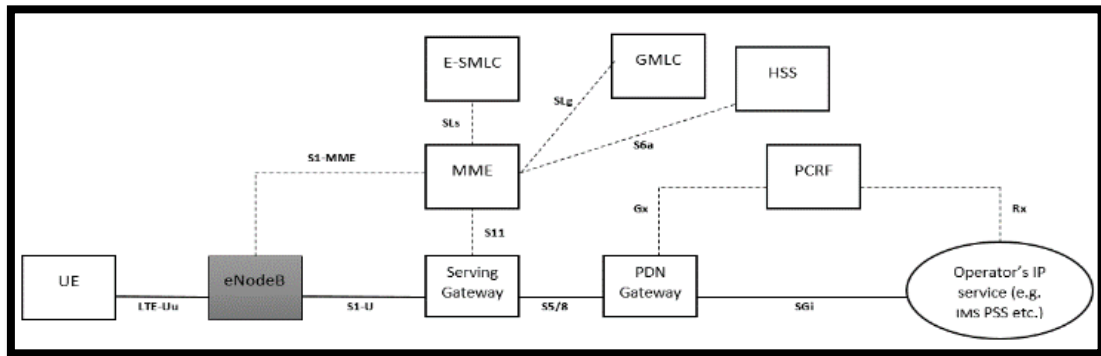 E-SMLC
GMLC
HSS
SLs
SLg
S6a
S1-MME
MME
PCRF
S11
Gx
Rx
UE
eNodeB
Serving
Gateway
PDN
Gateway
Operator's IP
service (e.g.
IMS PSS etc.)
LTE-Uu
S1-U
S5/8
SGi